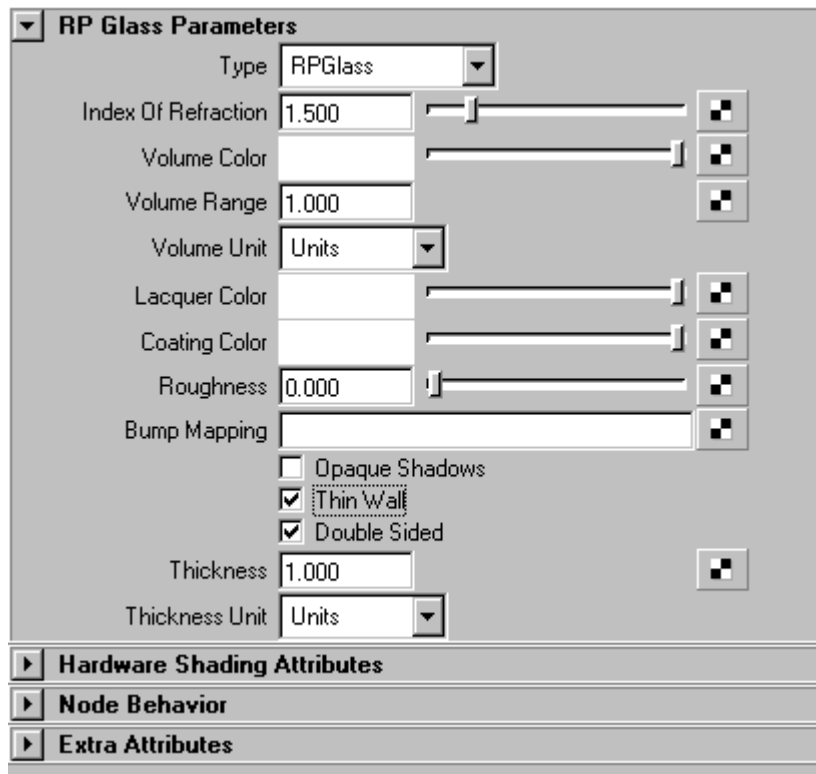 RP Glass Parameters
Type RPGlass
Index Of Refraction 1.500
Volume Color
Volume Range 1.000
Volume Unit Units
Lacquer Color
Coating Color
Roughness 0.000
Bump Mapping
Opaque Shadows
Thin Wall
Double Sided
Thickness 1.000
Thickness Unit Units
Hardware Shading Attributes
Node Behavior
Extra Attributes